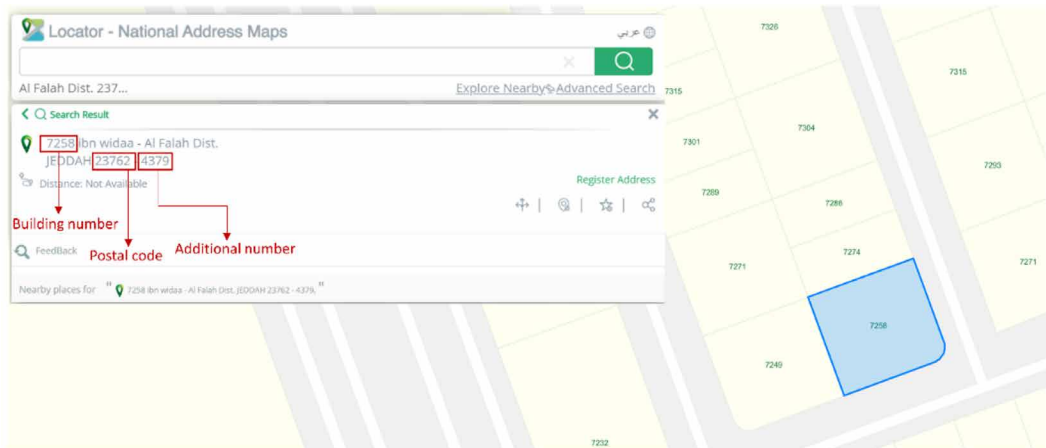 Locator - National Address Maps
عربي
Al Falah Dist. 237...
Explore Nearby Advanced Search
Search Result
7258 ibn widaa - Al Falah Dist.
JEDDAH 23762 - 4379
Distance: Not Available
Register Address
Building number
Postal code
Additional number
FeedBack
Nearby places for " 7258 ibn widaa - Al Falah Dist. JEDDAH 23762 - 4379, "
7326
7315
7315
7304
7301
7293
7289
7286
7274
7271
7271
7258
7249
7232